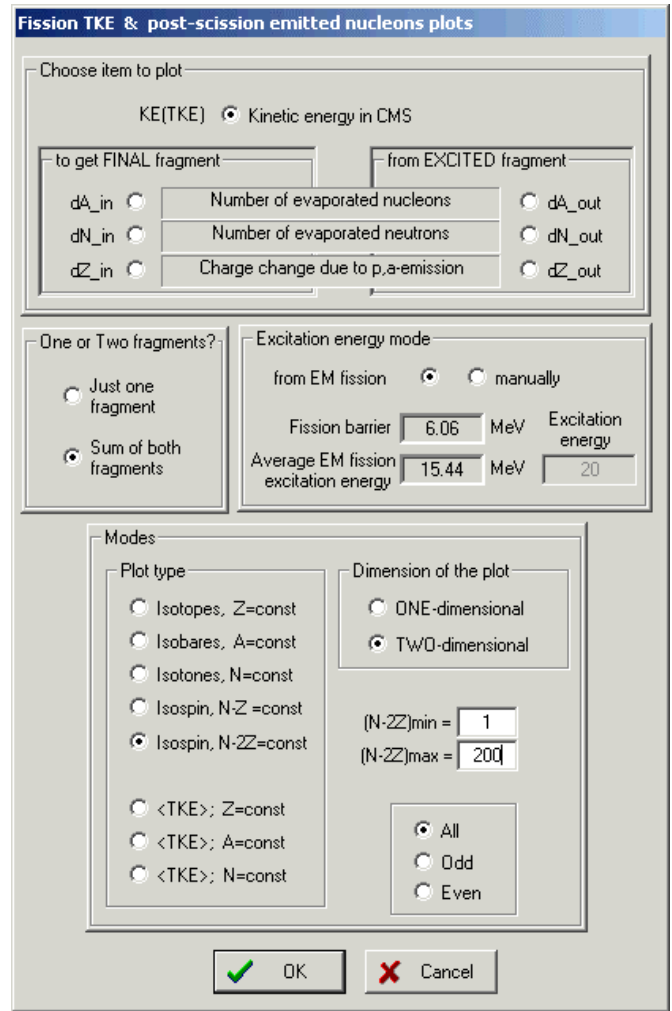 Fission TKE & post-scission emitted nucleons plots
Choose item to plot
KE(TKE) Kinetic energy in CMS
to get FINAL fragment
from EXCITED fragment
dA_in Number of evaporated nucleons dA_out
dN_in Number of evaporated neutrons dN_out
dZ_in Charge change due to p,a-emission dZ_out
One or Two fragments?
Just one
fragment
Sum of both
fragments
Excitation energy mode
from EM fission manually
Fission barrier 6.06 MeV
Average EM fission
excitation energy 15.44 MeV
Excitation
energy
20
Modes
Plot type
Isotopes, Z=const
Isobares, A=const
Isotones, N=const
Isospin, N-Z =const
Isospin, N-2Z=const
<TKE>; Z=const
<TKE>; A=const
<TKE>; N=const
Dimension of the plot
ONE-dimensional
TWO-dimensional
(N-2Z)min = 1
(N-2Z)max = 200
All
Odd
Even
OK Cancel